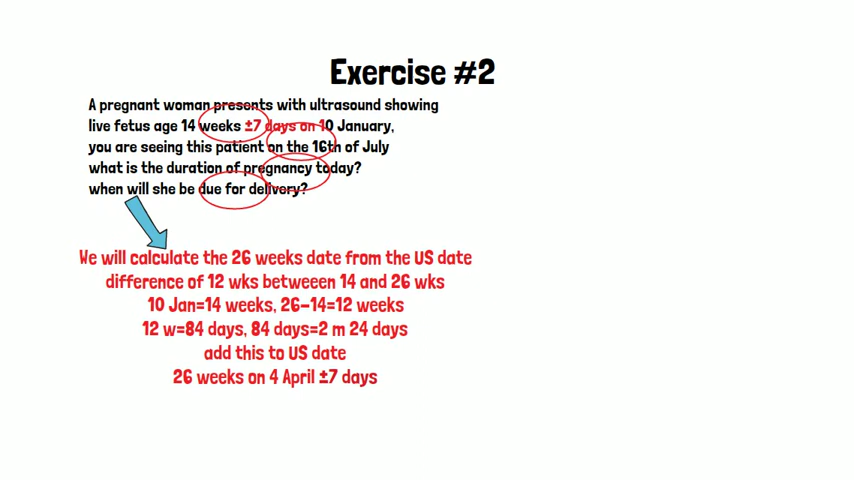 Exercise #2
A pregnant woman presents with ultrasound showing
live fetus age 14 weeks ±7 days on 10 January,
you are seeing this patient on the 16th of July
what is the duration of pregnancy today?
when will she be due for delivery?
We will calculate the 26 weeks date from the US date
difference of 12 wks betweeen 14 and 26 wks
10 Jan=14 weeks, 26-14=12 weeks
12 w=84 days, 84 days=2 m 24 days
add this to US date
26 weeks on 4 April ±7 days